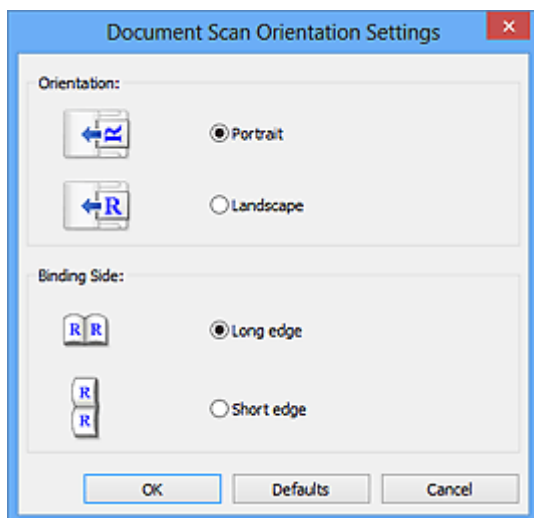 Document Scan Orientation Settings
Orientation:
R
Portrait
R
Landscape
Binding Side:
R R
Long edge
R
R
Short edge
OK Defaults Cancel